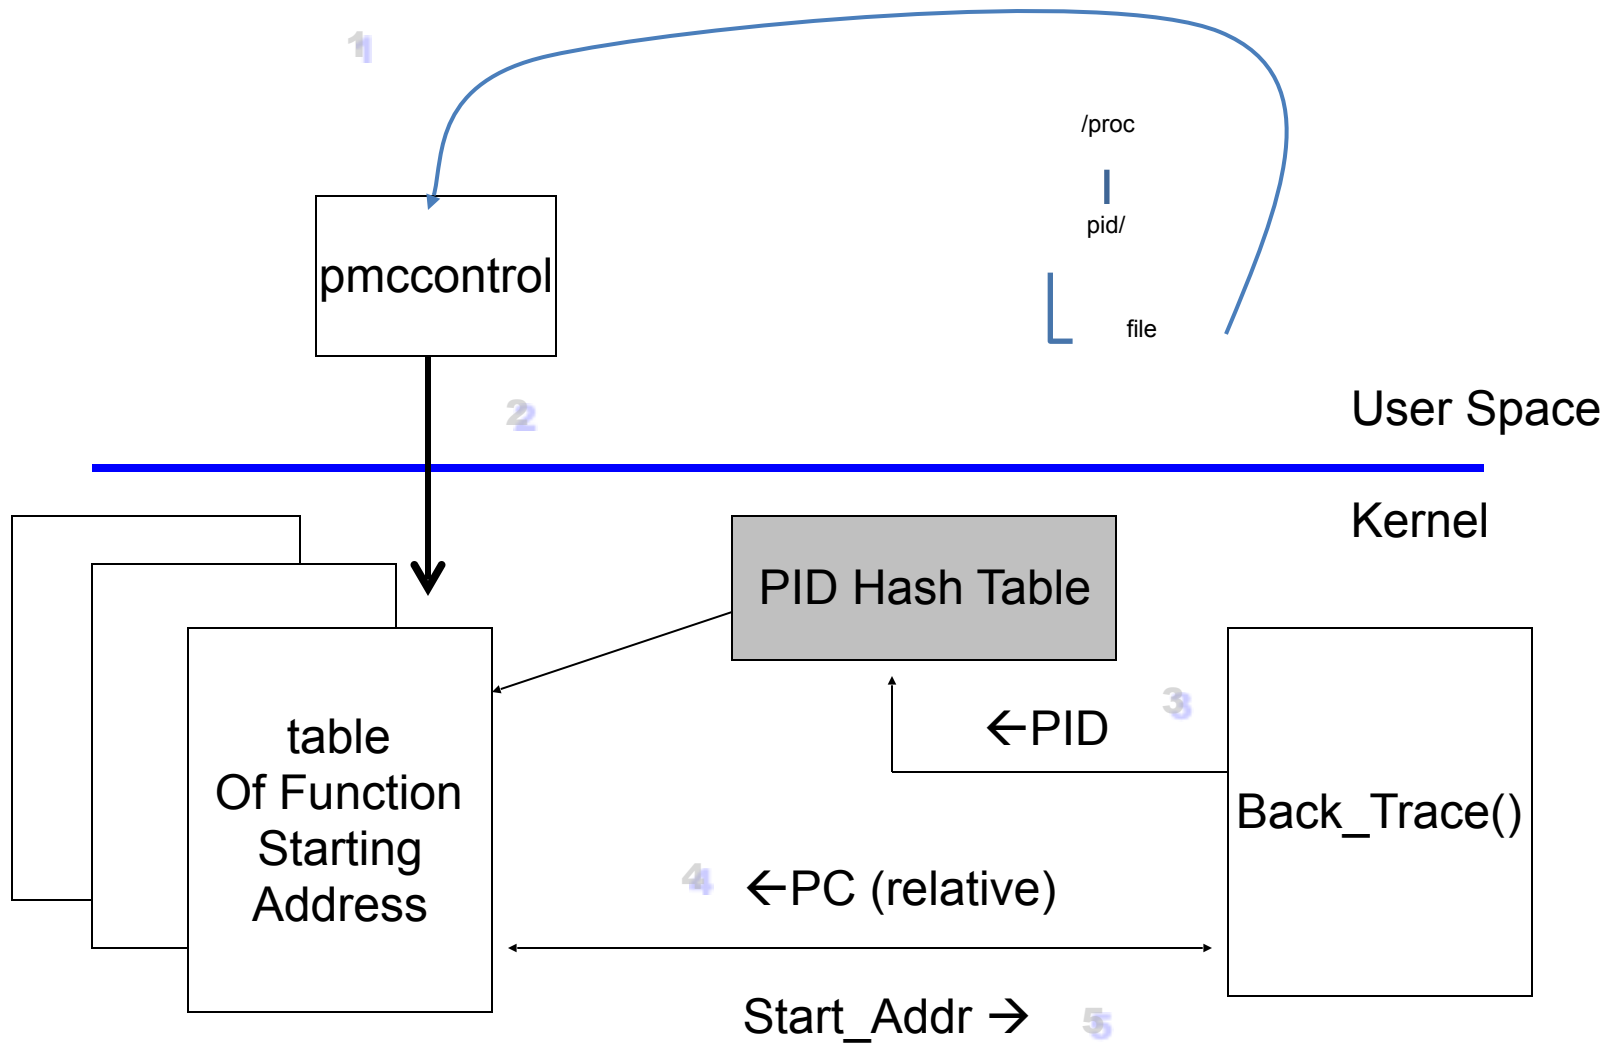 1
/proc
pid/
pmccontrol
file
2
User Space
Kernel
PID Hash Table
3
←PID
table
Of Function
Starting
Address
Back_Trace()
4
←PC (relative)
Start_Addr →
5